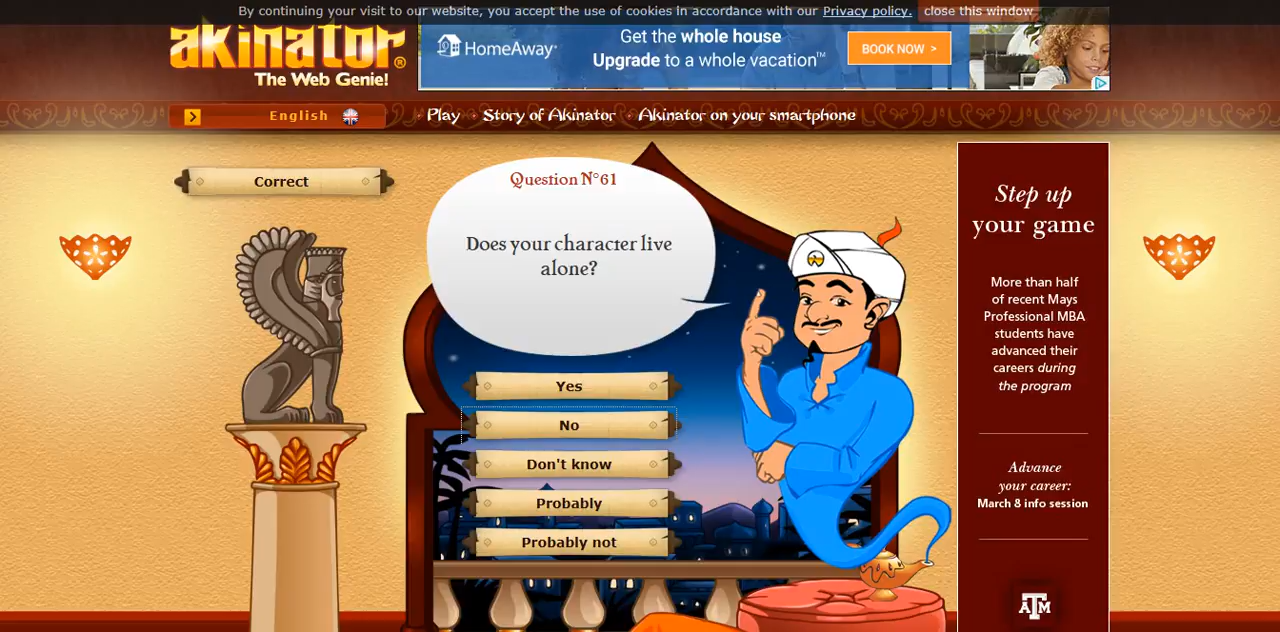 By continuing your visit to our website, you accept the use of cookies in accordance with our Privacy policy. close this window
akinator®
The Web Genie!
HomeAway®
Get the whole house
Upgrade to a whole vacation™
BOOK NOW >
English
Play
Story of Akinator
Akinator on your smartphone
Correct
Question N°61
Does your character live
alone?
Yes
No
Don't know
Probably
Probably not
Step up
your game
More than half
of recent Mays
Professional MBA
students have
advanced their
careers during
the program
Advance
your career:
March 8 info session
ATM